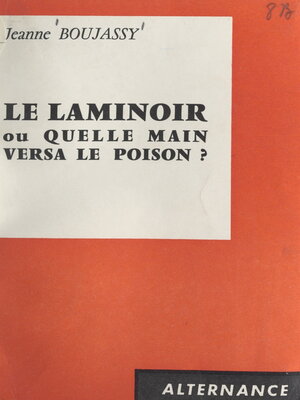 Jeanne BOUJASSY
LE LAMINOIR
ou QUELLE MAIN
VERSA LE POISON ?
ALTERNANCE